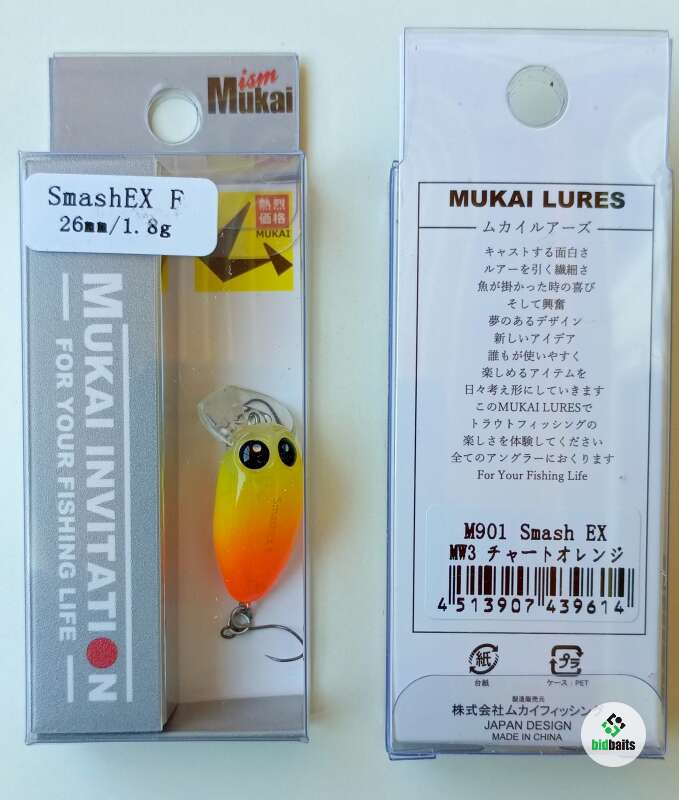 ism
Mukai
SmashEX F
26mm/1.8g
熱烈
価格
MUKAI
MUKAI INVITATION
FOR YOUR FISHING LIFE
MUKAI LURES
ムカイルアーズ
キャストする面白さ
ルアーを引く繊細さ
魚が掛かった時の喜び
そして興奮
夢のあるデザイン
新しいアイデア
誰もが使いやすく
楽しめるアイテムを
日々考え形にしていきます
このMUKAI LURESで
トラウトフィッシングの
楽しさを体験してください
全てのアングラーにおくります
For Your Fishing Life
M901 Smash EX
MW3 チャートオレンジ
4 513907 439614
紙
台紙
プラ
ケース：PET
製造販売元
株式会社ムカイフィッシング
JAPAN DESIGN
MADE IN CHINA
bidbaits